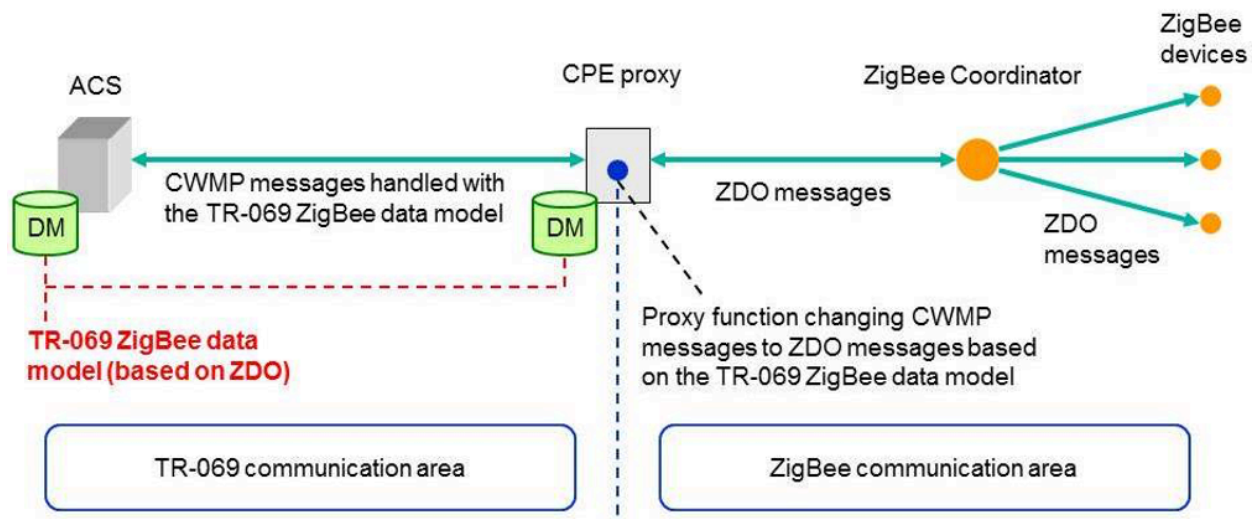 ZigBee
devices
CPE proxy
ZigBee Coordinator
ACS
CWMP messages handled with
the TR-069 ZigBee data model
ZDO messages
DM
DM
ZDO
messages
TR-069 ZigBee data
model (based on ZDO)
Proxy function changing CWMP
messages to ZDO messages based
on the TR-069 ZigBee data model
TR-069 communication area
ZigBee communication area